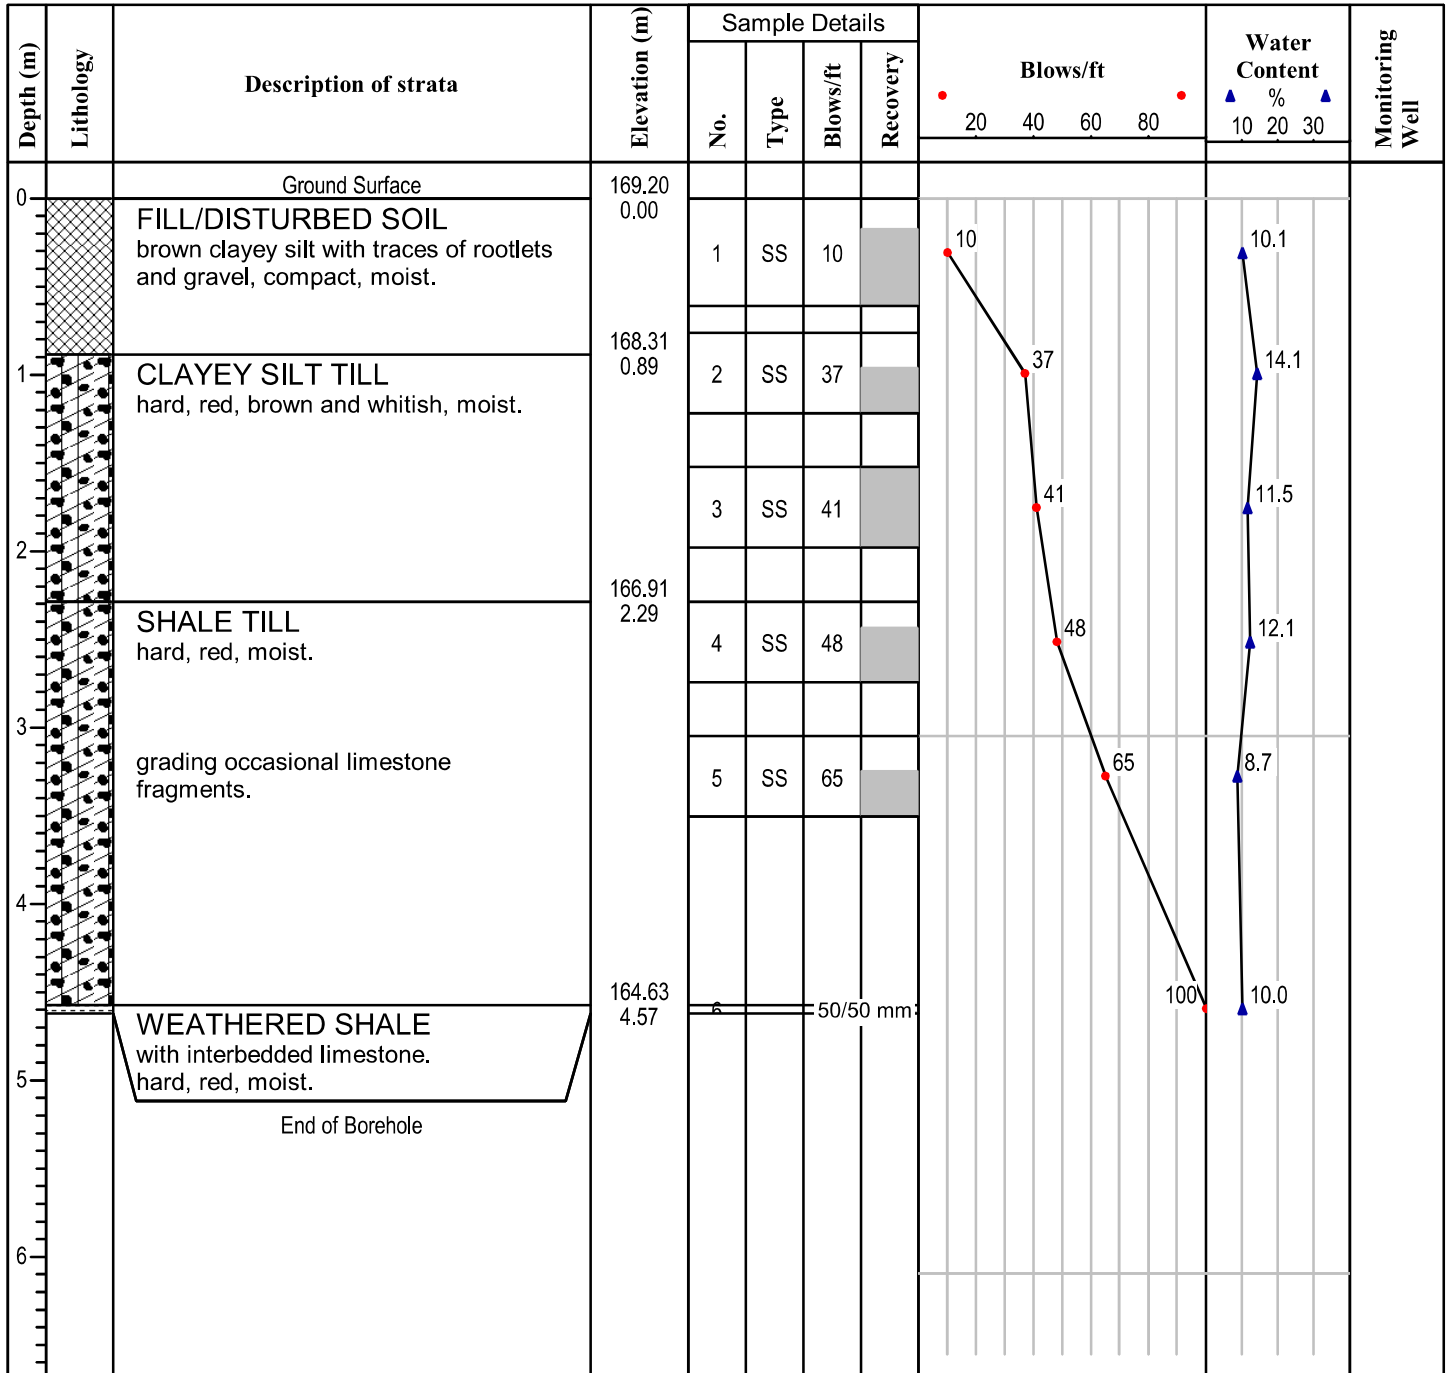 Depth (m)
Lithology
Description of strata
Elevation (m)
Sample Details
No.
Type
Blows/ft
Recovery
Blows/ft
20 40 60 80
Water
Content
%
10 20 30
Monitoring
Well
Ground Surface
169.20
0.00
0
FILL/DISTURBED SOIL
brown clayey silt with traces of rootlets
and gravel, compact, moist.
1 SS 10
10
10.1
168.31
0.89
1
CLAYEY SILT TILL
hard, red, brown and whitish, moist.
2 SS 37
37
14.1
3 SS 41
41
11.5
2
166.91
2.29
SHALE TILL
hard, red, moist.
4 SS 48
48
12.1
3
grading occasional limestone
fragments.
5 SS 65
65
8.7
4
164.63
4.57
6 50/50 mm
100
10.0
WEATHERED SHALE
with interbedded limestone.
hard, red, moist.
5
End of Borehole
6